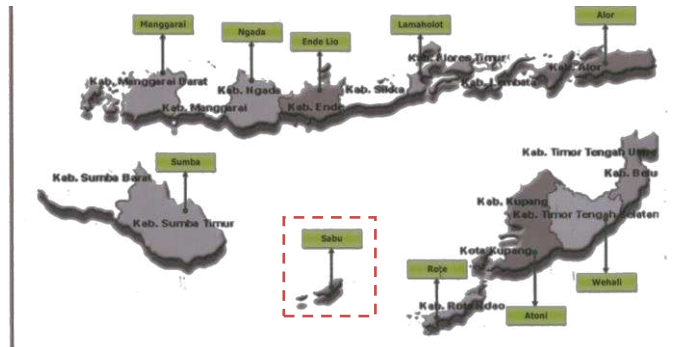 Manggarai
Ngada
Ende Lio
Lamaholot
Alor
Kab. Manggarai Barat
Kab. Manggarai
Kab. Ngada
Kab. Ende
Kab. Sikka
Kab. Flores Timur
Kab. Lembata
Kab. Alor
Sumba
Kab. Sumba Barat
Kab. Sumba Timur
Sabu
Kab. Timor Tengah Utara
Kab. Belu
Kab. Kupang
Kab. Timor Tengah Selatan
Kota Kupang
Rote
Kab. Rote Ndao
Atoni
Wehali